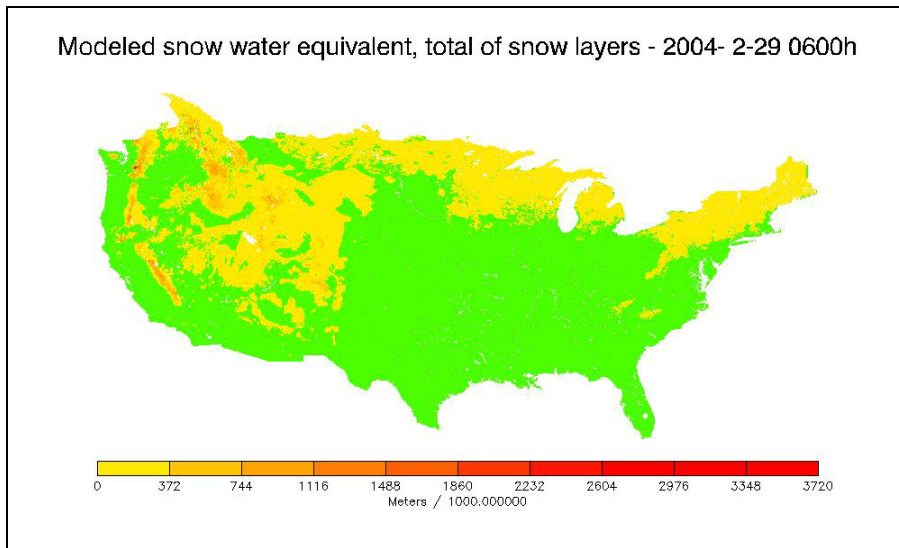 Modeled snow water equivalent, total of snow layers - 2004- 2-29 0600h
0 372 744 1116 1488 1860 2232 2604 2976 3348 3720
Meters / 1000.000000